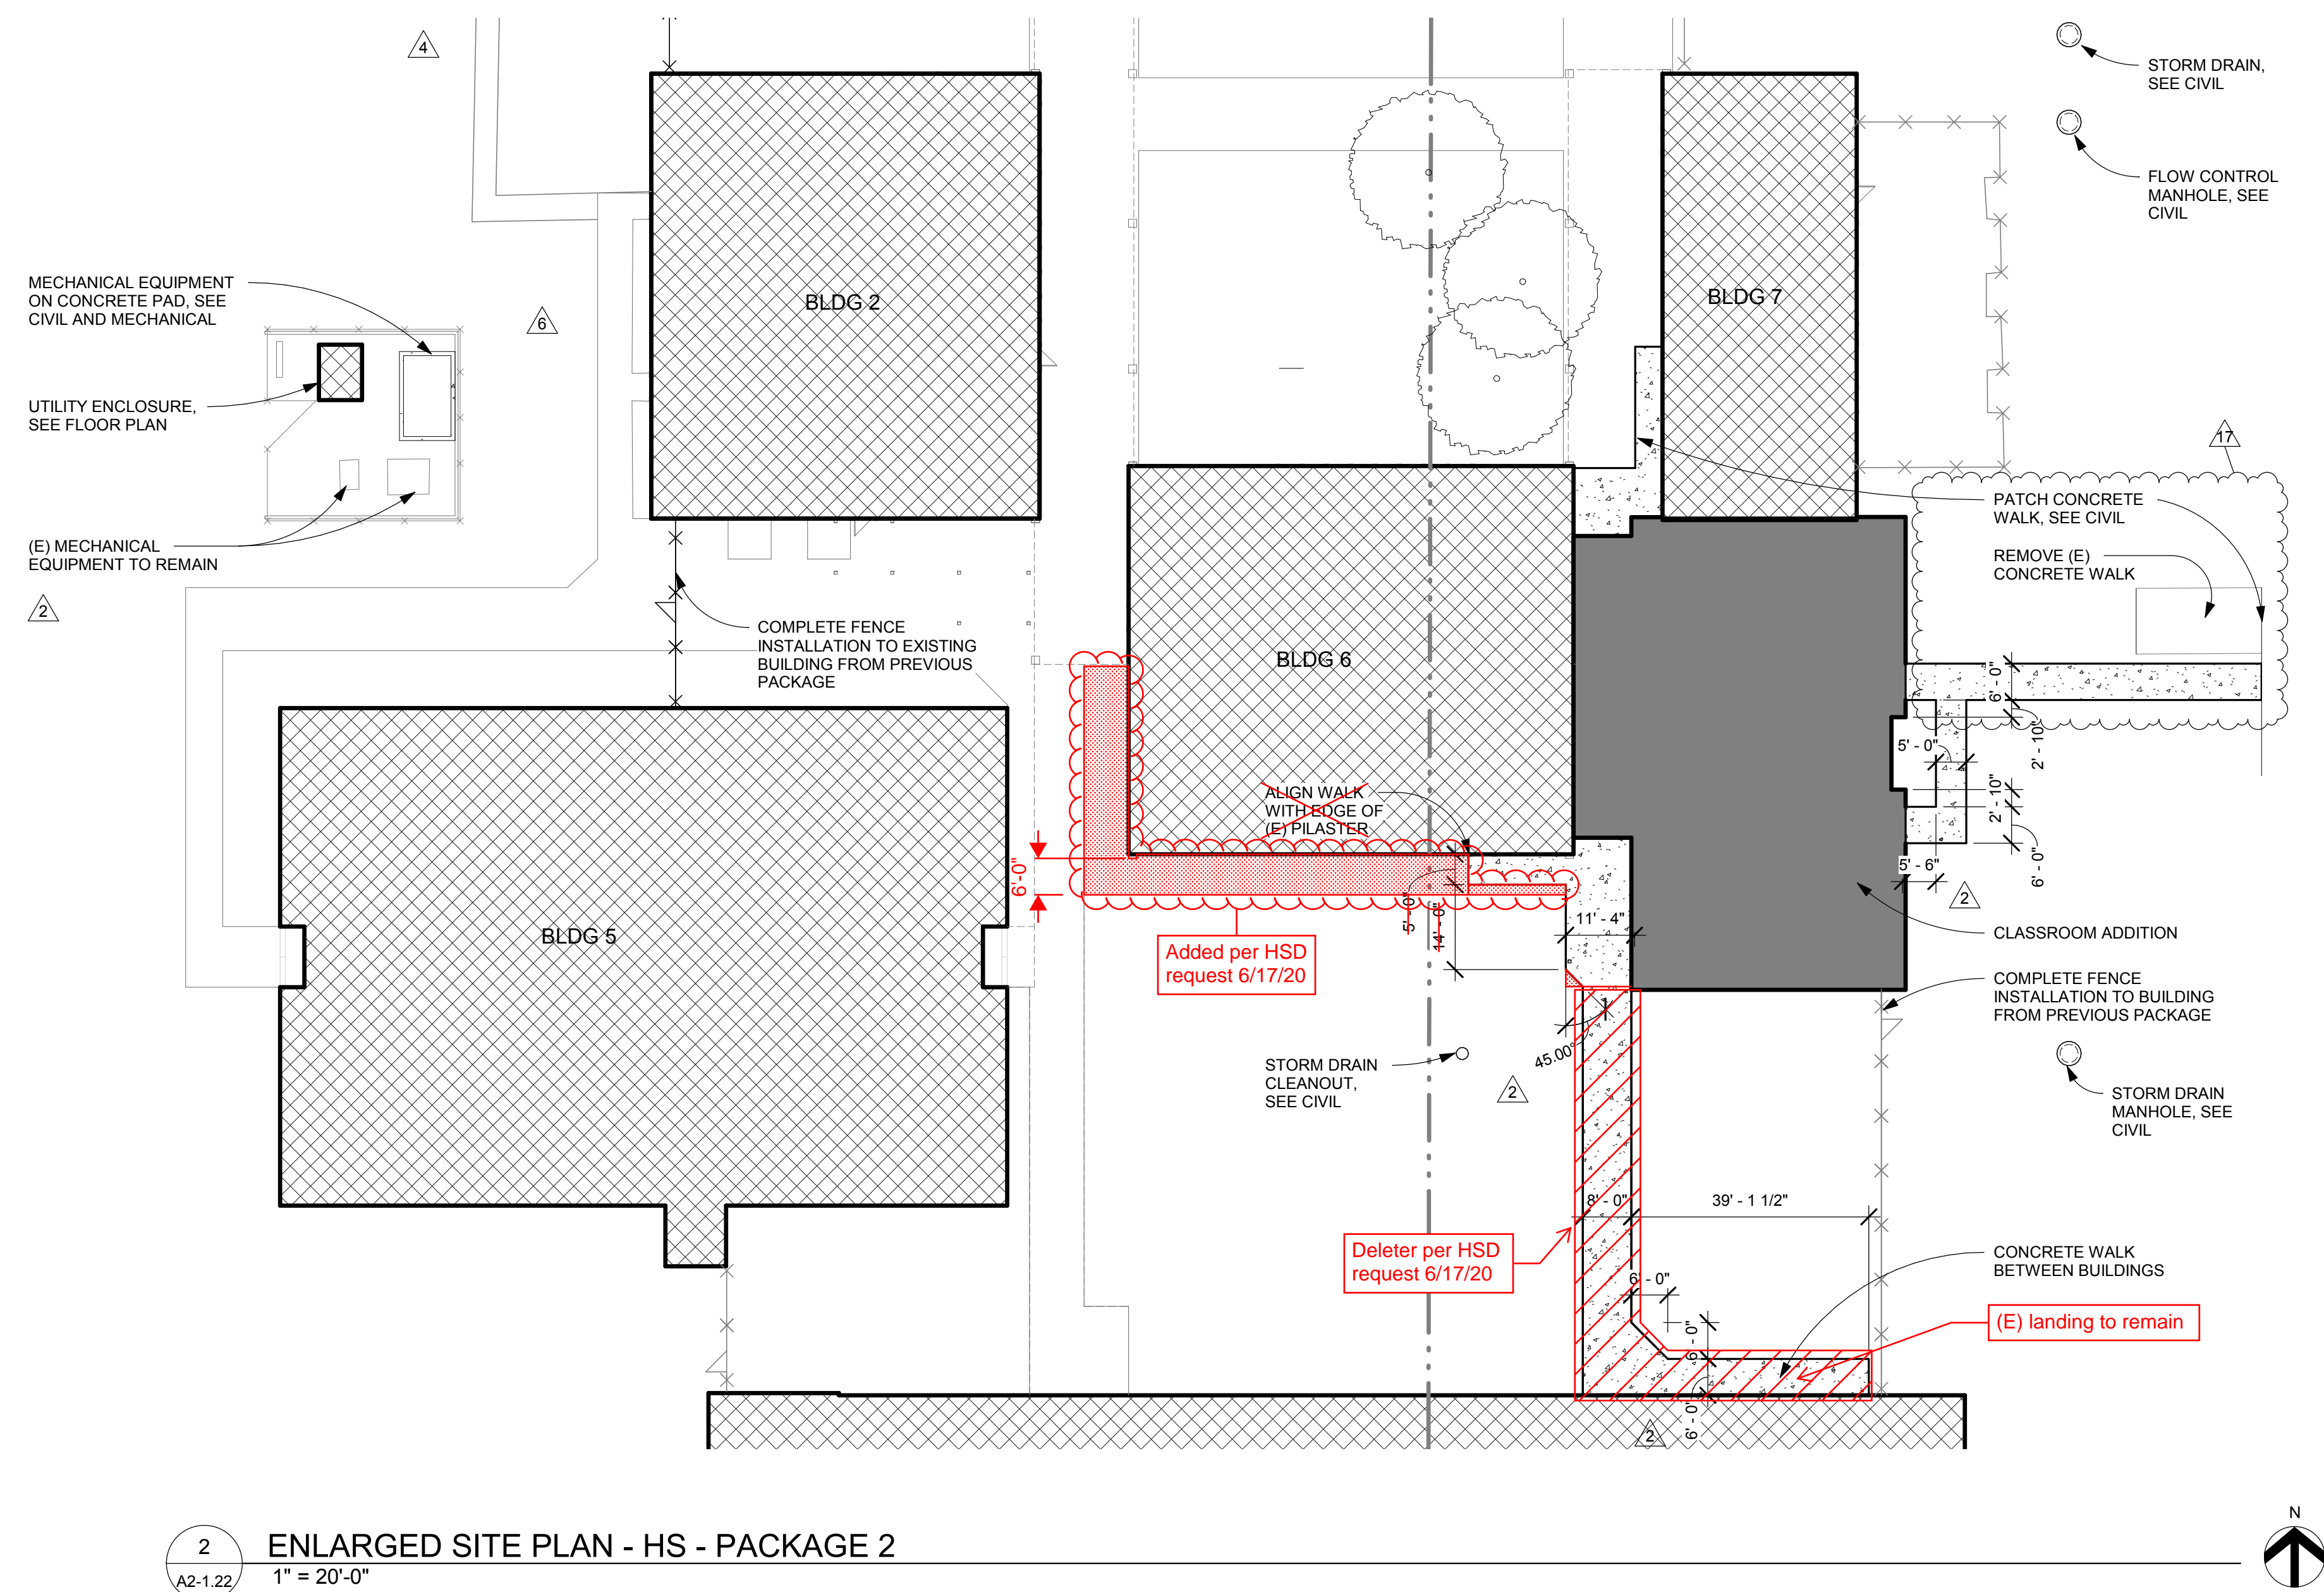 4
STORM DRAIN,
SEE CIVIL
FLOW CONTROL
MANHOLE, SEE
CIVIL
MECHANICAL EQUIPMENT
ON CONCRETE PAD, SEE
CIVIL AND MECHANICAL
BLDG 2
BLDG 7
6
UTILITY ENCLOSURE,
SEE FLOOR PLAN
17
PATCH CONCRETE
WALK, SEE CIVIL
(E) MECHANICAL
EQUIPMENT TO REMAIN
REMOVE (E)
CONCRETE WALK
2
COMPLETE FENCE
INSTALLATION TO EXISTING
BUILDING FROM PREVIOUS
PACKAGE
BLDG 6
6' - 0"
5' - 0"
2' - 10"
2' - 10"
ALIGN WALK
WITH EDGE OF
(E) PILASTER
6'-0"
5' - 6"
6' - 0"
2
5' - 0"
14' - 0"
11' - 4"
BLDG 5
CLASSROOM ADDITION
Added per HSD
request 6/17/20
COMPLETE FENCE
INSTALLATION TO BUILDING
FROM PREVIOUS PACKAGE
45.00°
STORM DRAIN
CLEANOUT,
SEE CIVIL
2
STORM DRAIN
MANHOLE, SEE
CIVIL
8' - 0"
39' - 1 1/2"
Deleter per HSD
request 6/17/20
CONCRETE WALK
BETWEEN BUILDINGS
6' - 0"
6' - 0"
(E) landing to remain
6' - 0"
2
N
2
ENLARGED SITE PLAN - HS - PACKAGE 2
A2-1.22
1" = 20'-0"